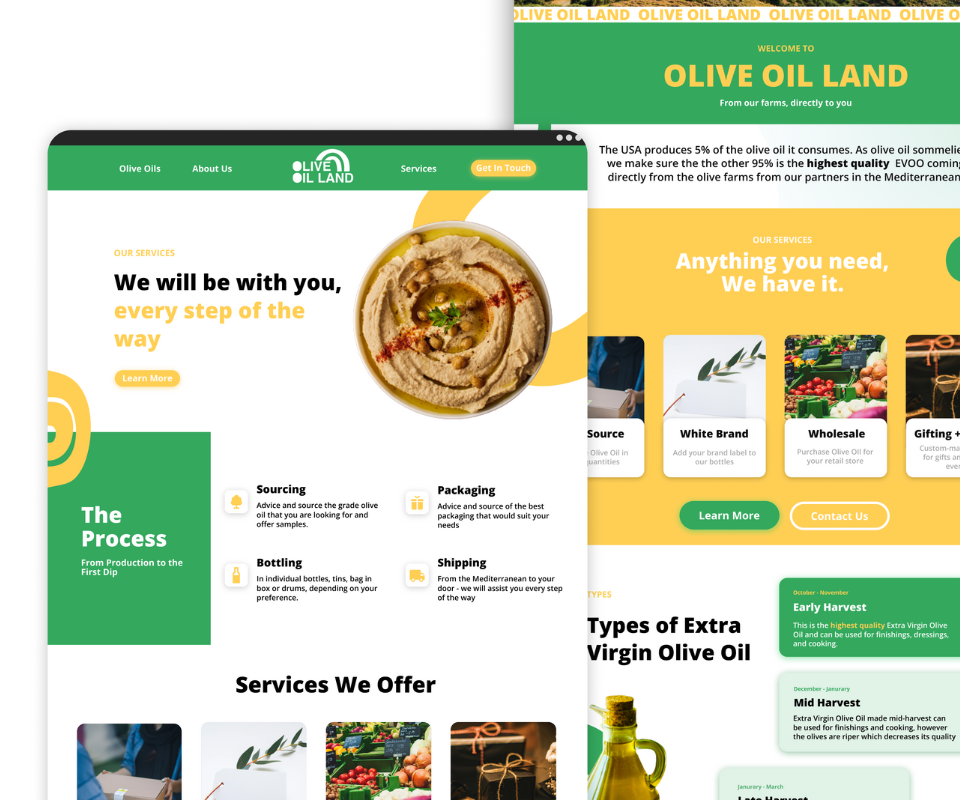 Olive Oils
About Us
OLIVE
OIL LAND
Services
Get In Touch
OUR SERVICES
We will be with you,
every step of the
way
Learn More
The
Process
From Production to the
First Dip
Sourcing
Advice and source the grade olive
oil that you are looking for and
offer samples.
Packaging
Advice and source of the best
packaging that would suit your
needs
Bottling
In individual bottles, tins, bag in
box or drums, depending on your
preference.
Shipping
From the Mediterranean to your
door - we will assist you every step
of the way
Services We Offer
OLIVE OIL LAND OLIVE OIL LAND OLIVE OIL LAND OLIVE O
WELCOME TO
OLIVE OIL LAND
From our farms, directly to you
The USA produces 5% of the olive oil it consumes. As olive oil sommelie
we make sure the the other 95% is the highest quality EVOO coming
directly from the olive farms from our partners in the Mediterranean
OUR SERVICES
Anything you need,
We have it.
Source
Olive Oil in
quantities
White Brand
Add your brand label to
our bottles
Wholesale
Purchase Olive Oil for
your retail store
Gifting +
Custom-ma
for gifts an
even
Learn More
Contact Us
TYPES
Types of Extra
Virgin Olive Oil
October - November
Early Harvest
This is the highest quality Extra Virgin Olive
Oil and can be used for finishings, dressings,
and cooking.
December - Janurary
Mid Harvest
Extra Virgin Olive Oil made mid-harvest can
be used for finishings and cooking, however
the olives are riper which decreases its quality
Janurary - March
Late Harvest